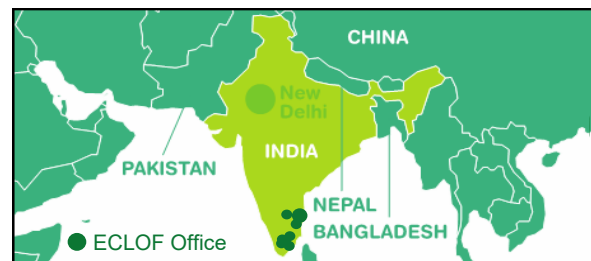 CHINA
New
Delhi
INDIA
PAKISTAN
NEPAL
BANGLADESH
ECLOF Office